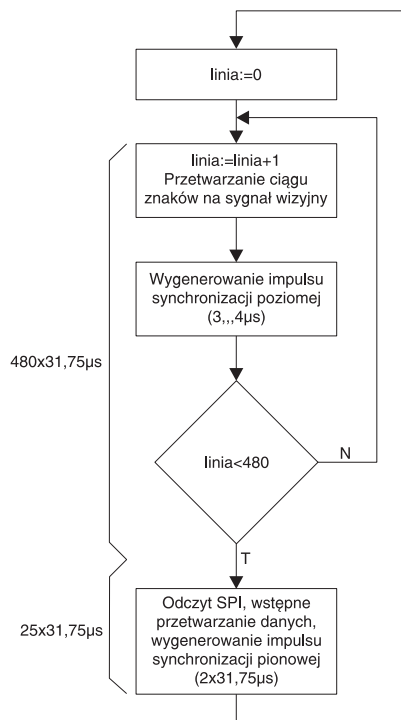 linia:=0
linia:=linia+1
Przetwarzanie ciągu
znaków na sygnał wizyjny
Wygenerowanie impulsu
synchronizacji poziomej
(3,,,4µs)
480x31,75µs
linia<480
N
T
Odczyt SPI, wstępne
przetwarzanie danych,
wygenerowanie impulsu
synchronizacji pionowej
(2x31,75µs)
25x31,75µs